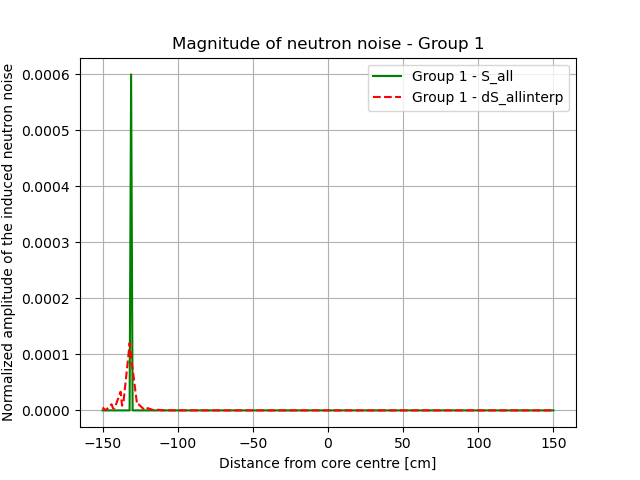 Magnitude of neutron noise - Group 1
Normalized amplitude of the induced neutron noise
0.0006
0.0005
0.0004
0.0003
0.0002
0.0001
0.0000
Group 1 - S_all
Group 1 - dS_allinterp
−150
−100
−50
0
50
100
150
Distance from core centre [cm]